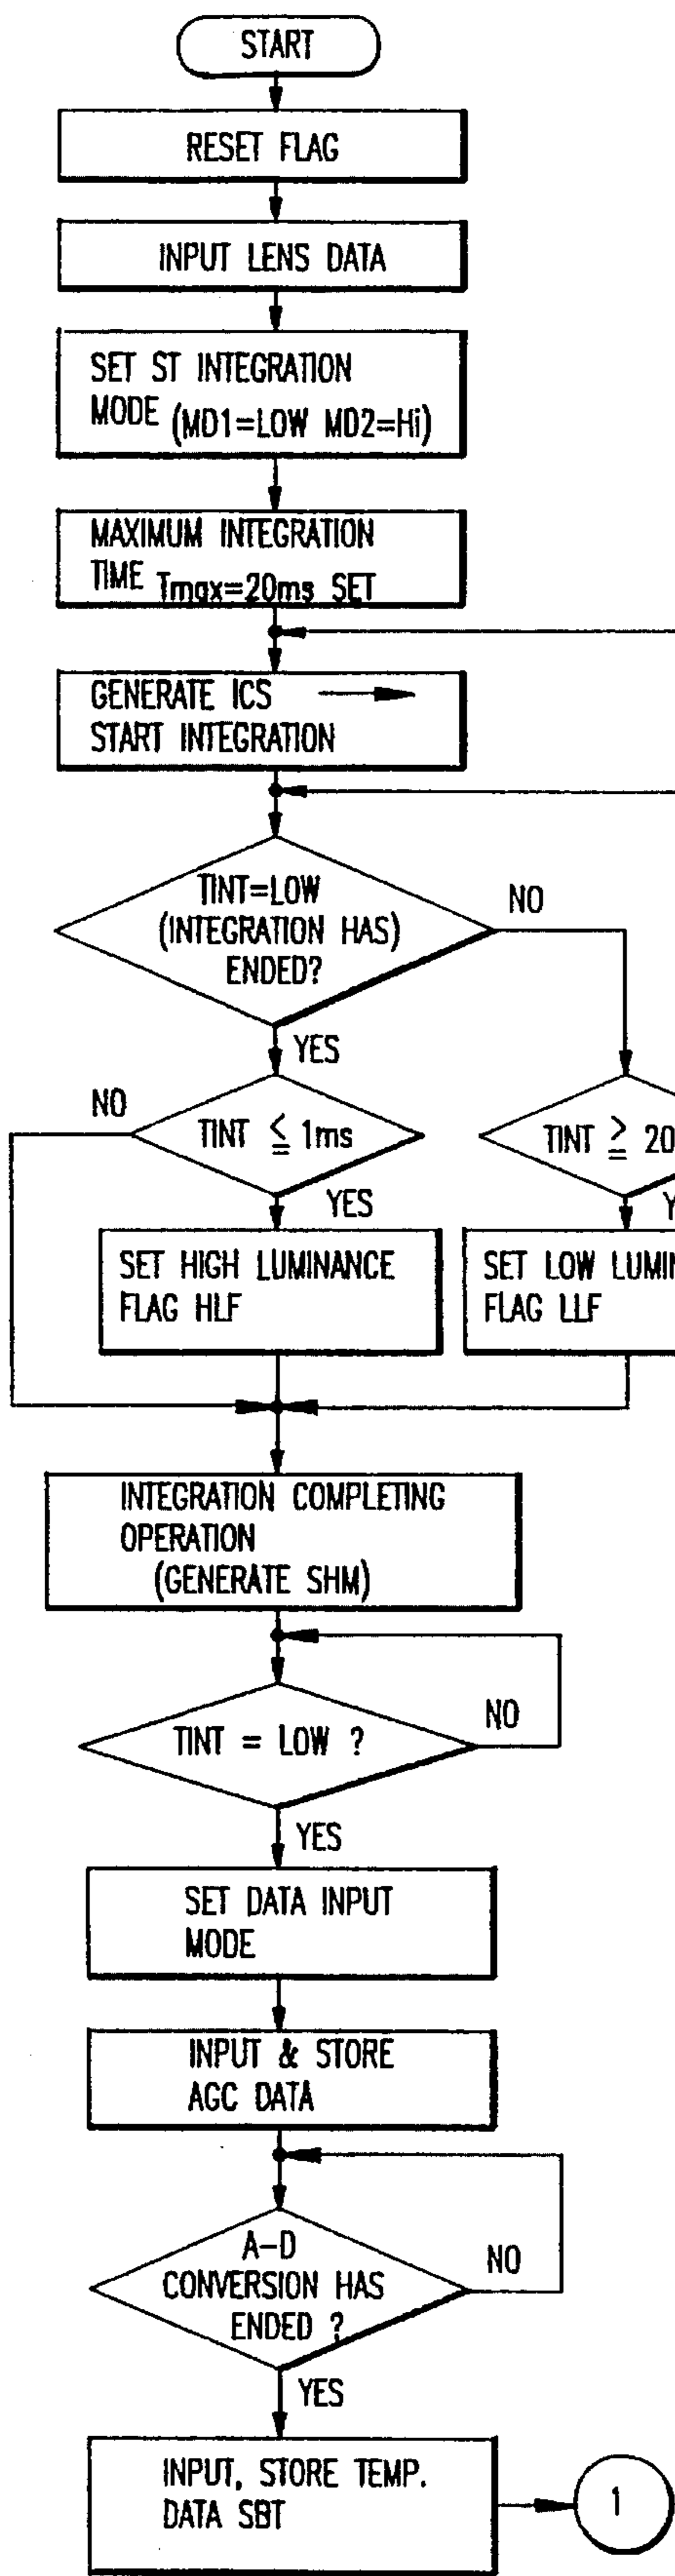 START
RESET FLAG
INPUT LENS DATA
SET ST INTEGRATION
MODE (MD1=LOW MD2=Hi)
MAXIMUM INTEGRATION
TIME Tmax=20ms SET
GENERATE ICS
START INTEGRATION
TINT=LOW
(INTEGRATION HAS)
ENDED?
NO
YES
NO
TINT ≦ 1ms
TINT ≧ 20
YES
Y
SET HIGH LUMINANCE
FLAG HLF
SET LOW LUMIN
FLAG LLF
INTEGRATION COMPLETING
OPERATION
(GENERATE SHM)
TINT = LOW ?
NO
YES
SET DATA INPUT
MODE
INPUT & STORE
AGC DATA
A-D
CONVERSION HAS
ENDED ?
NO
YES
INPUT, STORE TEMP.
DATA SBT
1